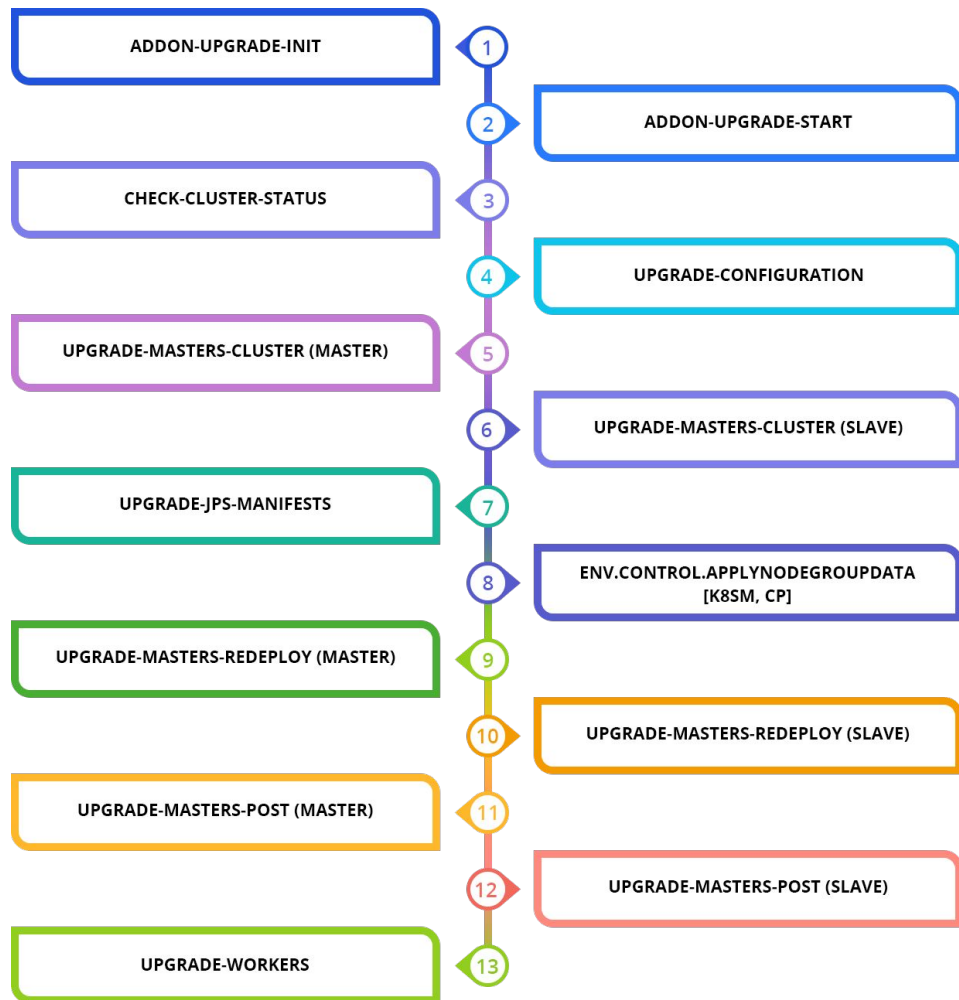 ADDON-UPGRADE-INIT
1
2
ADDON-UPGRADE-START
CHECK-CLUSTER-STATUS
3
4
UPGRADE-CONFIGURATION
UPGRADE-MASTERS-CLUSTER (MASTER)
5
6
UPGRADE-MASTERS-CLUSTER (SLAVE)
UPGRADE-JPS-MANIFESTS
7
8
ENV.CONTROL.APPLYNODEGROUPDATA
[K8SM, CP]
UPGRADE-MASTERS-REDEPLOY (MASTER)
9
10
UPGRADE-MASTERS-REDEPLOY (SLAVE)
UPGRADE-MASTERS-POST (MASTER)
11
12
UPGRADE-MASTERS-POST (SLAVE)
UPGRADE-WORKERS
13